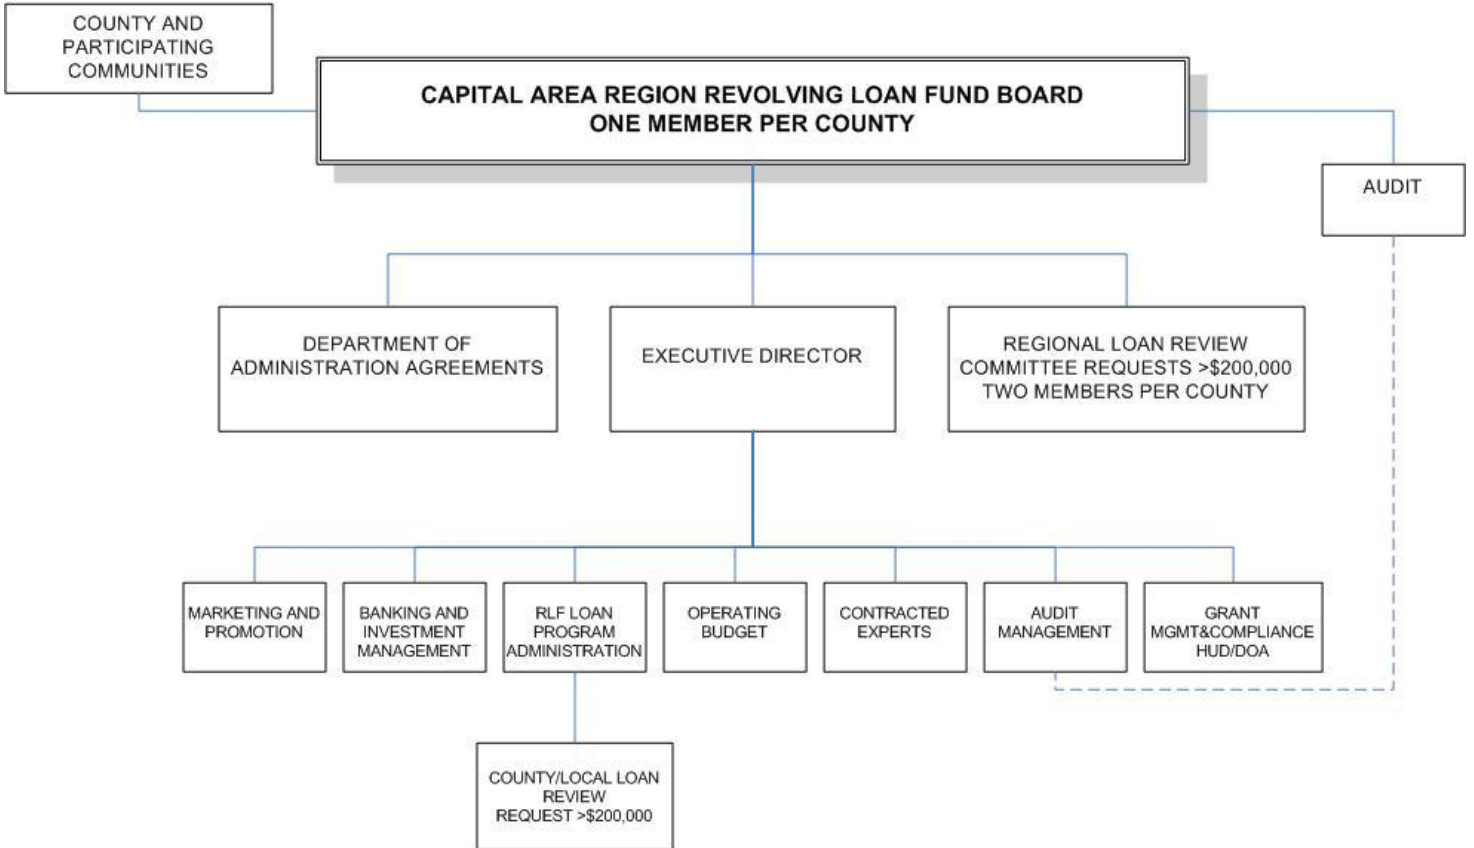 COUNTY AND
PARTICIPATING
COMMUNITIES
CAPITAL AREA REGION REVOLVING LOAN FUND BOARD
ONE MEMBER PER COUNTY
AUDIT
DEPARTMENT OF
ADMINISTRATION AGREEMENTS
EXECUTIVE DIRECTOR
REGIONAL LOAN REVIEW
COMMITTEE REQUESTS >$200,000
TWO MEMBERS PER COUNTY
MARKETING AND
PROMOTION
BANKING AND
INVESTMENT
MANAGEMENT
RLF LOAN
PROGRAM
ADMINISTRATION
OPERATING
BUDGET
CONTRACTED
EXPERTS
AUDIT
MANAGEMENT
GRANT
MGMT&COMPLIANCE
HUD/DOA
COUNTY/LOCAL LOAN
REVIEW
REQUEST >$200,000